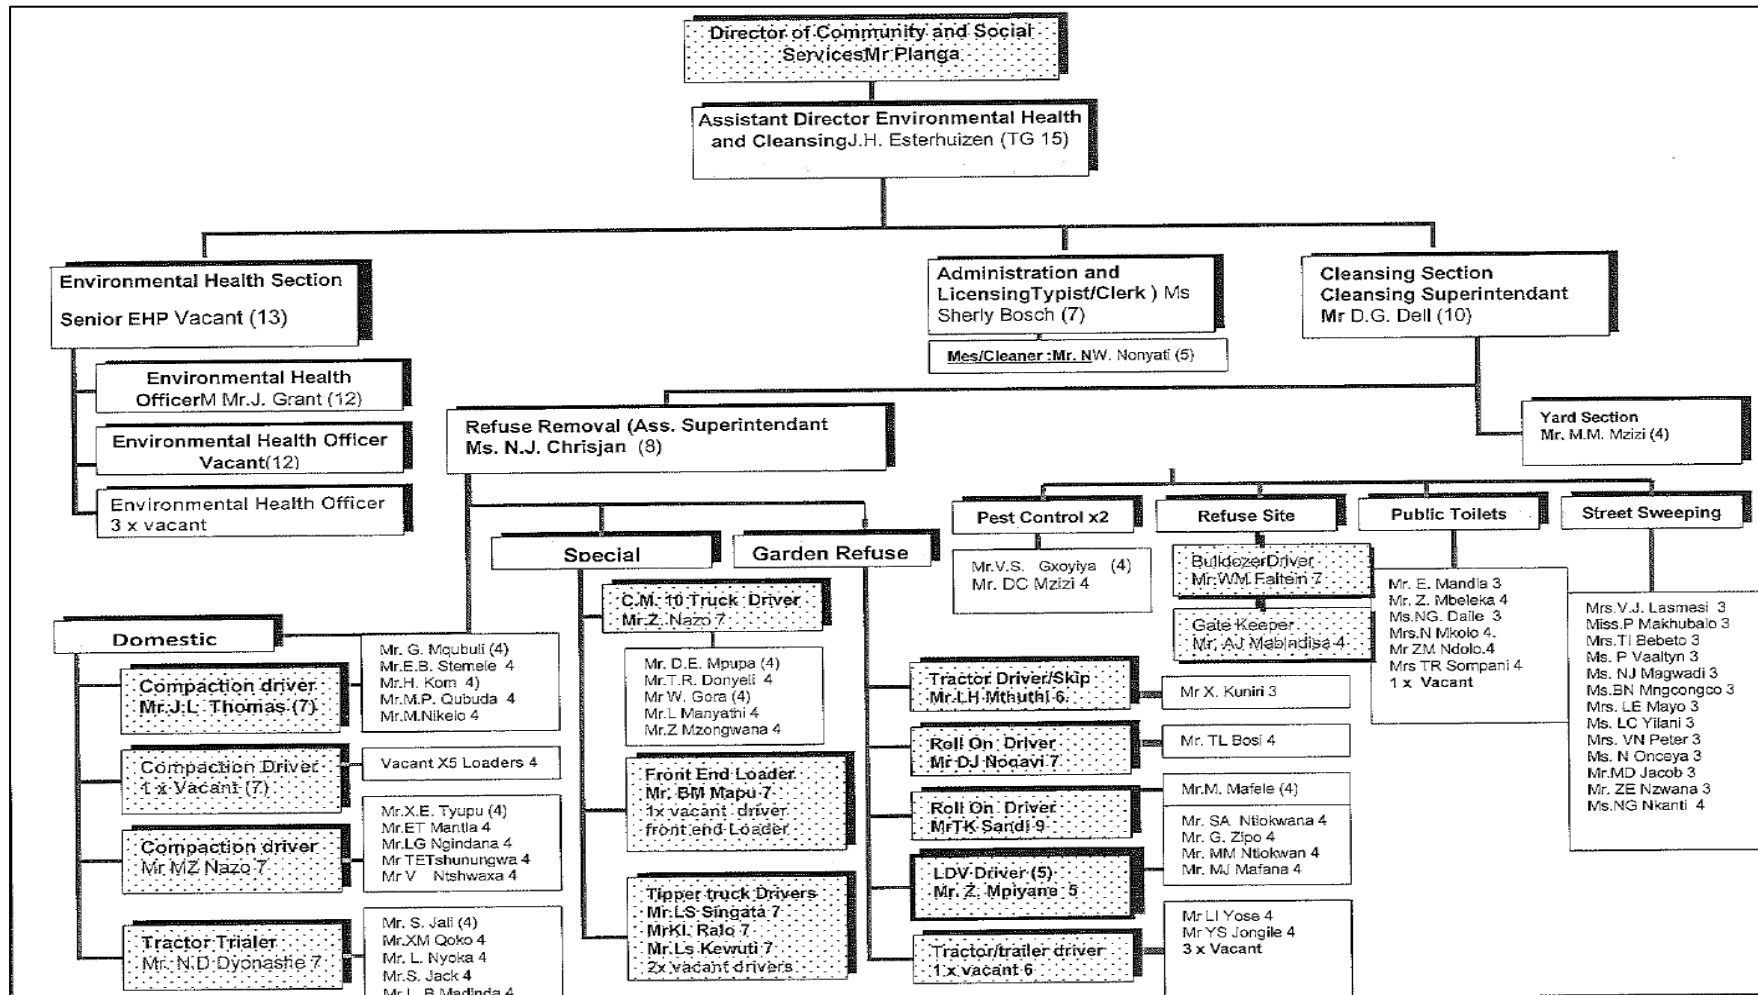 Director of Community and Social
ServicesMr Planga
Assistant Director Environmental Health
and CleansingJ.H. Esterhuizen (TG 15)
Environmental Health Section
Senior EHP Vacant (13)
Administration and
LicensingTypist/Clerk ) Ms
Sherly Bosch (7)
Mes/Cleaner :Mr. NW. Nonyati (5)
Cleansing Section
Cleansing Superintendant
Mr D.G. Dell (10)
Environmental Health
OfficerM Mr.J. Grant (12)
Environmental Health Officer
Vacant(12)
Environmental Health Officer
3 x vacant
Refuse Removal (Ass. Superintendant
Ms. N.J. Chrisjan (8)
Yard Section
Mr. M.M. Mzizi (4)
Special
Garden Refuse
Pest Control x2
Mr.V.S. Gxoyiya (4)
Mr. DC Mzizi 4
Refuse Site
BulldozerDriver
Mr.WM Faltein 7
Gate Keeper
Mr. AJ Mabindisa 4
Public Toilets
Mr. E. Mandla 3
Mr. Z. Mbeleka 4
Ms.NG. Daile 3
Mrs.N Mkolo 4.
Mr ZM Ndolo.4
Mrs TR Sompani 4
1 x Vacant
Street Sweeping
Mrs.V.J. Lasmesi 3
Miss.P Makhubalo 3
Mrs.TI Bebeto 3
Ms. P Vaaltyn 3
Ms. NJ Magwadi 3
Ms.BN Mngcongco 3
Mrs. LE Mayo 3
Ms. LC Yilani 3
Mrs. VN Peter 3
Ms. N Onceya 3
Mr.MD Jacob 3
Mr. ZE Nzwana 3
Ms.NG Nkanti 4
Domestic
Compaction driver
Mr.J.L Thomas (7)
Mr. G. Mqubuli (4)
Mr.E.B. Stemele 4
Mr.H. Kom 4)
Mr.M.P. Qubuda 4
Mr.M.Nikelo 4
Compaction Driver
1 x Vacant (7)
Vacant X5 Loaders 4
Compaction driver
Mr MZ Nazo 7
Mr.X.E. Tyupu (4)
Mr.ET Mantla 4
Mr.LG Ngindana 4
Mr TETshunungwa 4
Mr V Ntshwaxa 4
Tractor Trialer
Mr. N.D Dyonashe 7
Mr. S. Jali (4)
Mr.XM Qoko 4
Mr. L. Nyoka 4
Mr.S. Jack 4
Mr.L.B Madinda 4
C.M. 10 Truck Driver
Mr.Z. Nazo 7
Mr. D.E. Mpupa (4)
Mr.T.R. Donyeli 4
Mr W. Gora (4)
Mr.L Manyathi 4
Mr.Z Mzongwana 4
Front End Loader
Mr. BM Mapu 7
1x vacant driver
front end Loader
Tipper truck Drivers
Mr.LS Singata 7
MrKI. Ralo 7
Mr.Ls Kewuti 7
2x vacant drivers
Tractor Driver/Skip
Mr.LH Mthuthi 6.
Mr X. Kuniri 3
Roll On Driver
Mr DJ Noqavi 7
Mr. TL Bosi 4
Roll On Driver
MrTK Sandi 9
Mr.M. Mafele (4)
LDV Driver (5)
Mr. Z. Mpiyane 5
Mr. SA Ntlokwana 4
Mr. G. Zipo 4
Mr. MM Ntlokwan 4
Mr. MJ Mafana 4
Tractor/trailer driver
1 x vacant 6
Mr LI Yose 4
Mr YS Jongile 4
3 x Vacant